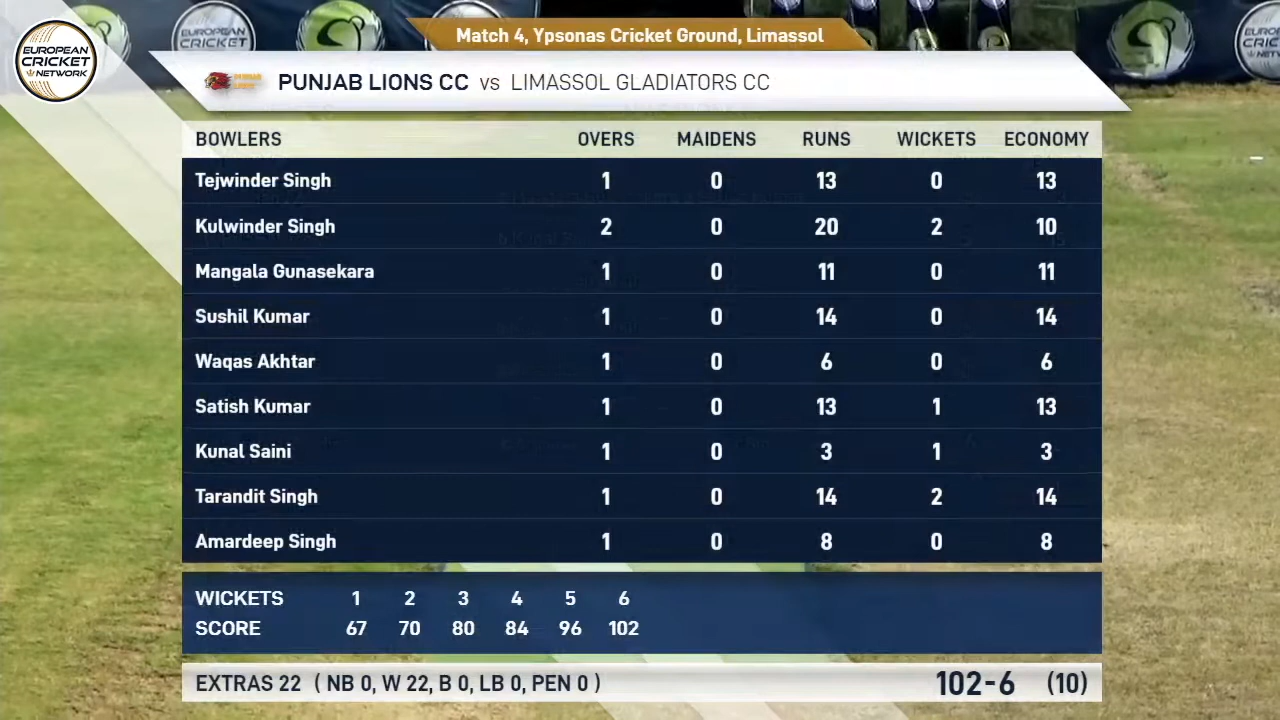 EUROPEAN
CRICKET
NETWORK
EUROPEAN
CRICKET
Match 4, Ypsonas Cricket Ground, Limassol
PUNJAB LIONS CC vs LIMASSOL GLADIATORS CC
BOWLERS OVERS MAIDENS RUNS WICKETS ECONOMY
Tejwinder Singh 1 0 13 0 13
Kulwinder Singh 2 0 20 2 10
Mangala Gunasekara 1 0 11 0 11
Sushil Kumar 1 0 14 0 14
Waqas Akhtar 1 0 6 0 6
Satish Kumar 1 0 13 1 13
Kunal Saini 1 0 3 1 3
Tarandit Singh 1 0 14 2 14
Amardeep Singh 1 0 8 0 8
WICKETS 1 2 3 4 5 6
SCORE 67 70 80 84 96 102
EXTRAS 22 ( NB 0, W 22, B 0, LB 0, PEN 0 ) 102-6 (10)